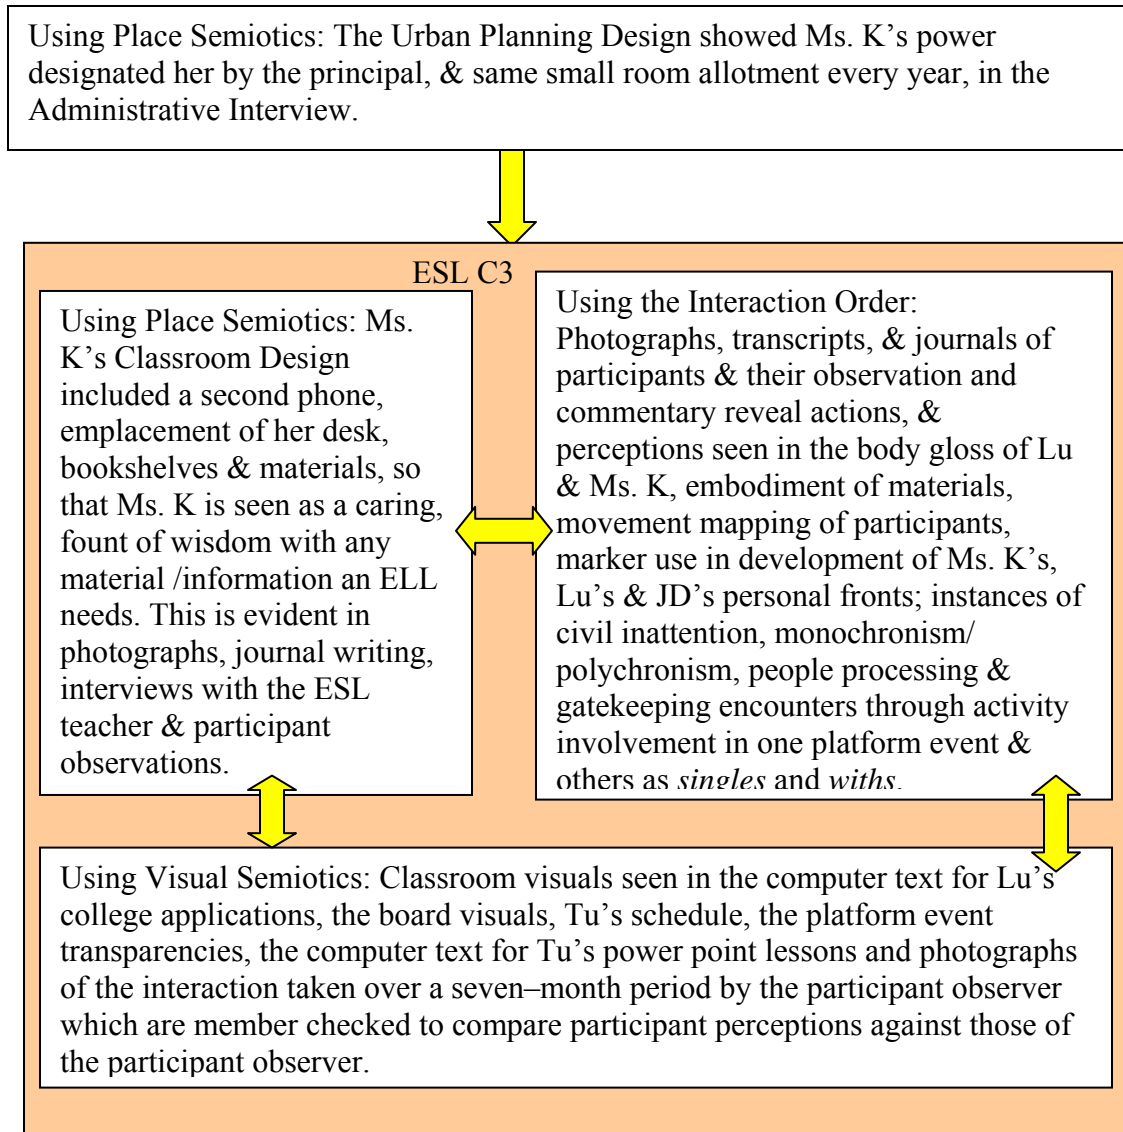 Using Place Semiotics: The Urban Planning Design showed Ms. K’s power
designated her by the principal, & same small room allotment every year, in the
Administrative Interview.
ESL C3
Using Place Semiotics: Ms.
K’s Classroom Design
included a second phone,
emplacement of her desk,
bookshelves & materials, so
that Ms. K is seen as a caring,
fount of wisdom with any
material /information an ELL
needs. This is evident in
photographs, journal writing,
interviews with the ESL
teacher & participant
observations.
Using the Interaction Order:
Photographs, transcripts, & journals of
participants & their observation and
commentary reveal actions, &
perceptions seen in the body gloss of Lu
& Ms. K, embodiment of materials,
movement mapping of participants,
marker use in development of Ms. K’s,
Lu’s & JD’s personal fronts; instances of
civil inattention, monochronism/
polychronism, people processing &
gatekeeping encounters through activity
involvement in one platform event &
others as singles and withs.
Using Visual Semiotics: Classroom visuals seen in the computer text for Lu’s
college applications, the board visuals, Tu’s schedule, the platform event
transparencies, the computer text for Tu’s power point lessons and photographs
of the interaction taken over a seven–month period by the participant observer
which are member checked to compare participant perceptions against those of
the participant observer.